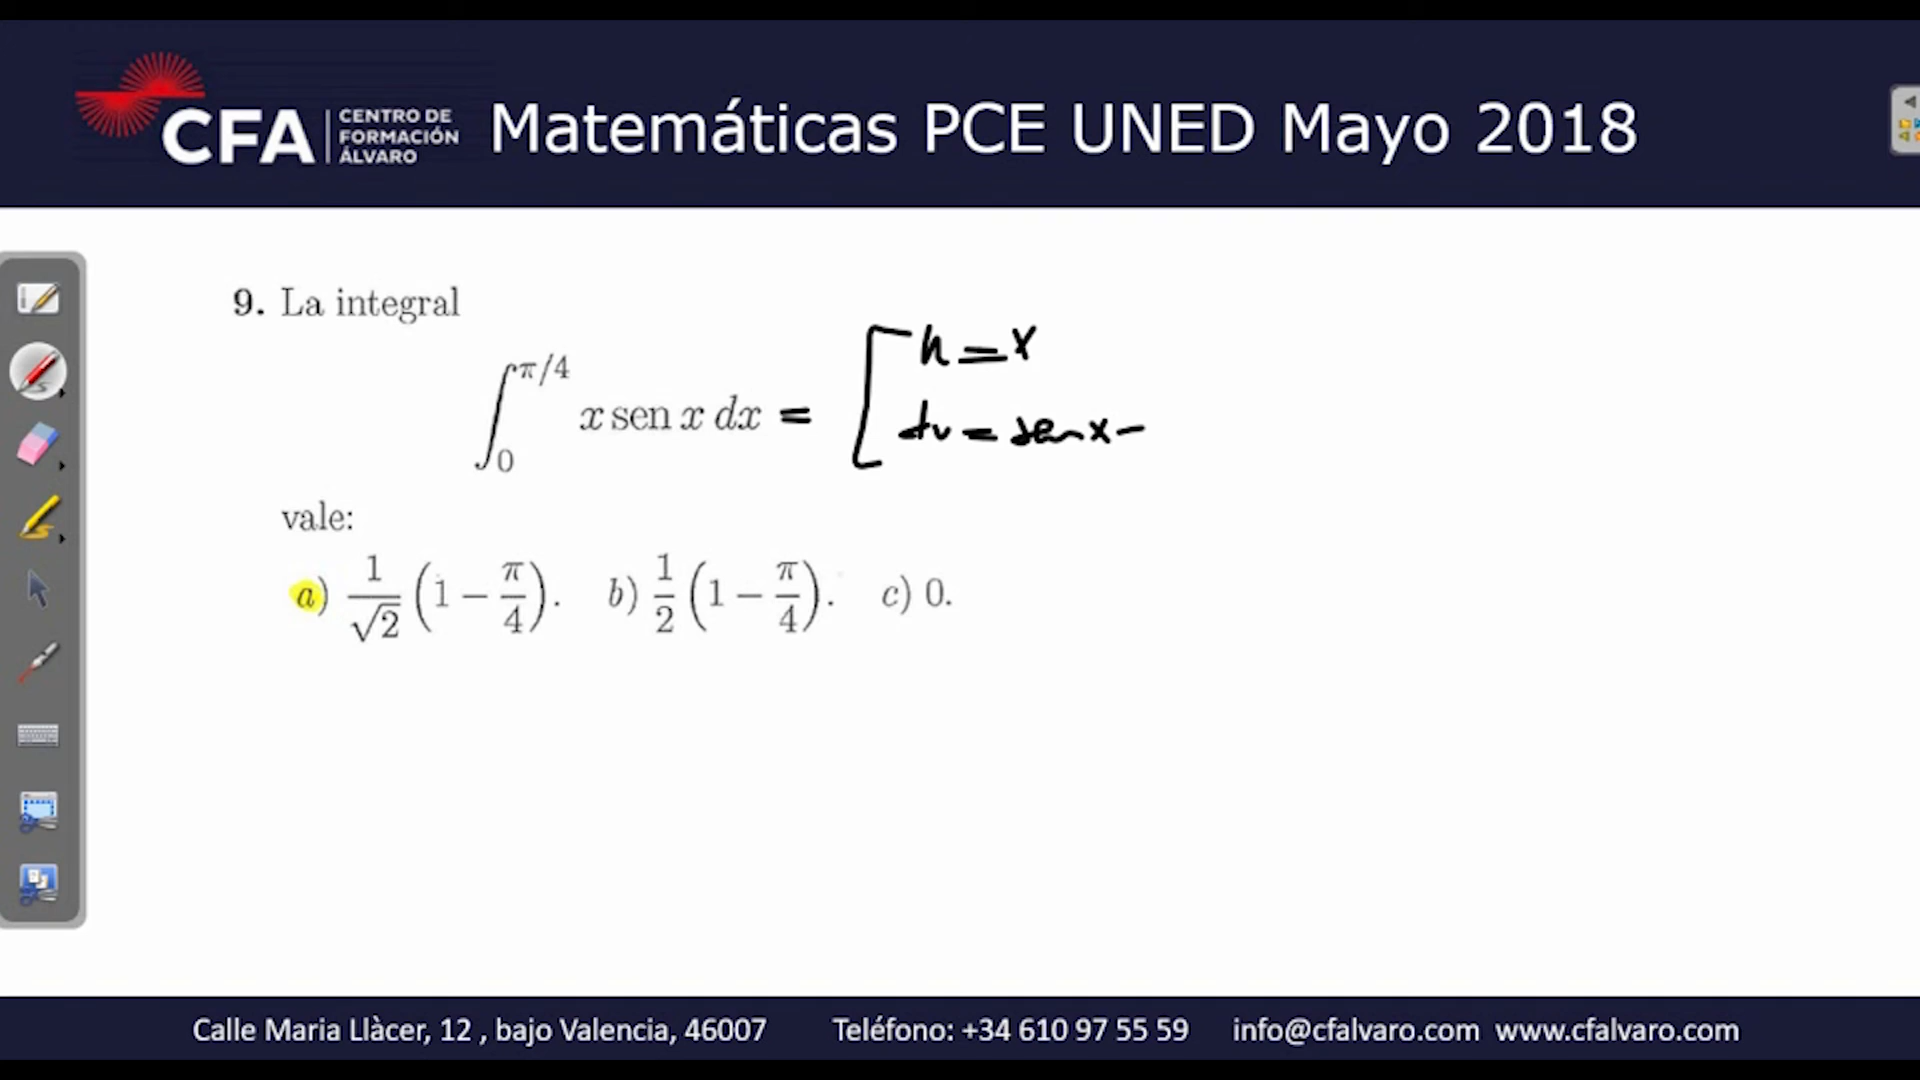 CFA
CENTRO DE
FORMACIÓN
ÁLVARO
Matemáticas PCE UNED Mayo 2018
9. La integral
∫₀^{π/4} x sen x dx = [ u = x
dv = sen x –
vale:
a) 1/√2 (1 − π/4). b) 1/2 (1 − π/4). c) 0.
Calle Maria Llàcer, 12 , bajo Valencia, 46007 Teléfono: +34 610 97 55 59 info@cfalvaro.com www.cfalvaro.com